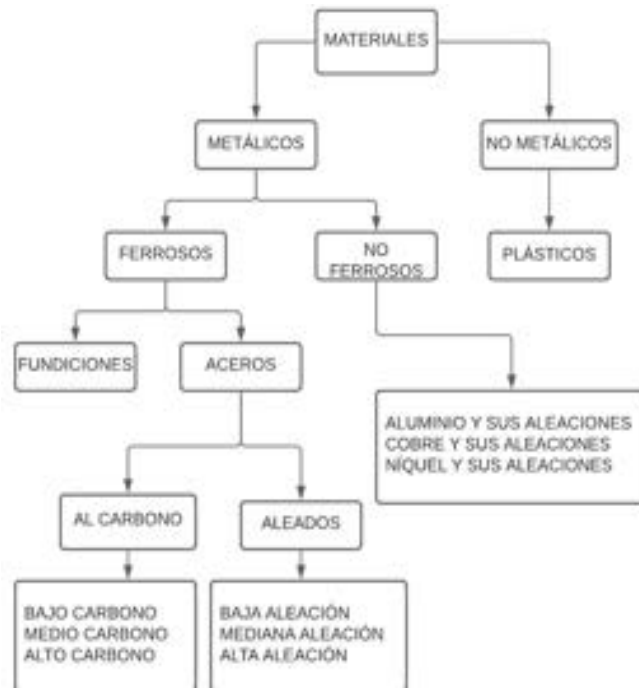 MATERIALES
METÁLICOS
NO METÁLICOS
FERROSOS
NO
FERROSOS
PLÁSTICOS
FUNDICIONES
ACEROS
ALUMINIO Y SUS ALEACIONES
COBRE Y SUS ALEACIONES
NÍQUEL Y SUS ALEACIONES
AL CARBONO
ALEADOS
BAJO CARBONO
MEDIO CARBONO
ALTO CARBONO
BAJA ALEACIÓN
MEDIANA ALEACIÓN
ALTA ALEACIÓN